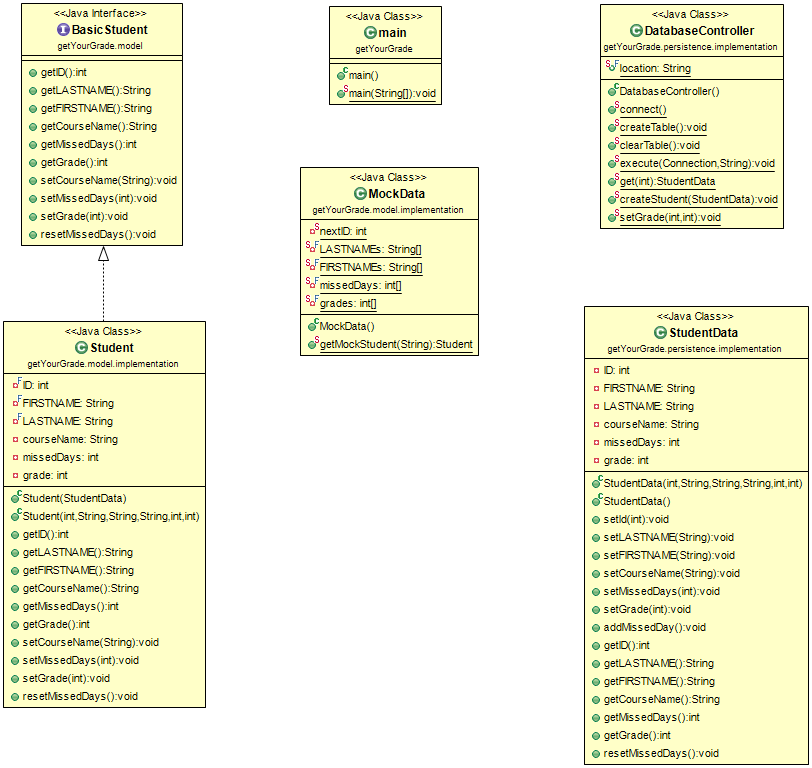 <<Java Interface>>
BasicStudent
getYourGrade.model
getID():int
getLASTNAME():String
getFIRSTNAME():String
getCourseName():String
getMissedDays():int
getGrade():int
setCourseName(String):void
setMissedDays(int):void
setGrade(int):void
resetMissedDays():void
<<Java Class>>
Student
getYourGrade.model.implementation
ID: int
FIRSTNAME: String
LASTNAME: String
courseName: String
missedDays: int
grade: int
Student(StudentData)
Student(int,String,String,String,int,int)
getID():int
getLASTNAME():String
getFIRSTNAME():String
getCourseName():String
getMissedDays():int
getGrade():int
setCourseName(String):void
setMissedDays(int):void
setGrade(int):void
resetMissedDays():void
<<Java Class>>
main
getYourGrade
main()
main(String[]):void
<<Java Class>>
MockData
getYourGrade.model.implementation
nextID: int
LASTNAMEs: String[]
FIRSTNAMEs: String[]
missedDays: int[]
grades: int[]
MockData()
getMockStudent(String):Student
<<Java Class>>
DatabaseController
getYourGrade.persistence.implementation
location: String
DatabaseController()
connect()
createTable():void
clearTable():void
execute(Connection,String):void
get(int):StudentData
createStudent(StudentData):void
setGrade(int,int):void
<<Java Class>>
StudentData
getYourGrade.persistence.implementation
ID: int
FIRSTNAME: String
LASTNAME: String
courseName: String
missedDays: int
grade: int
StudentData(int,String,String,String,int,int)
StudentData()
setId(int):void
setLASTNAME(String):void
setFIRSTNAME(String):void
setCourseName(String):void
setMissedDays(int):void
setGrade(int):void
addMissedDay():void
getID():int
getLASTNAME():String
getFIRSTNAME():String
getCourseName():String
getMissedDays():int
getGrade():int
resetMissedDays():void